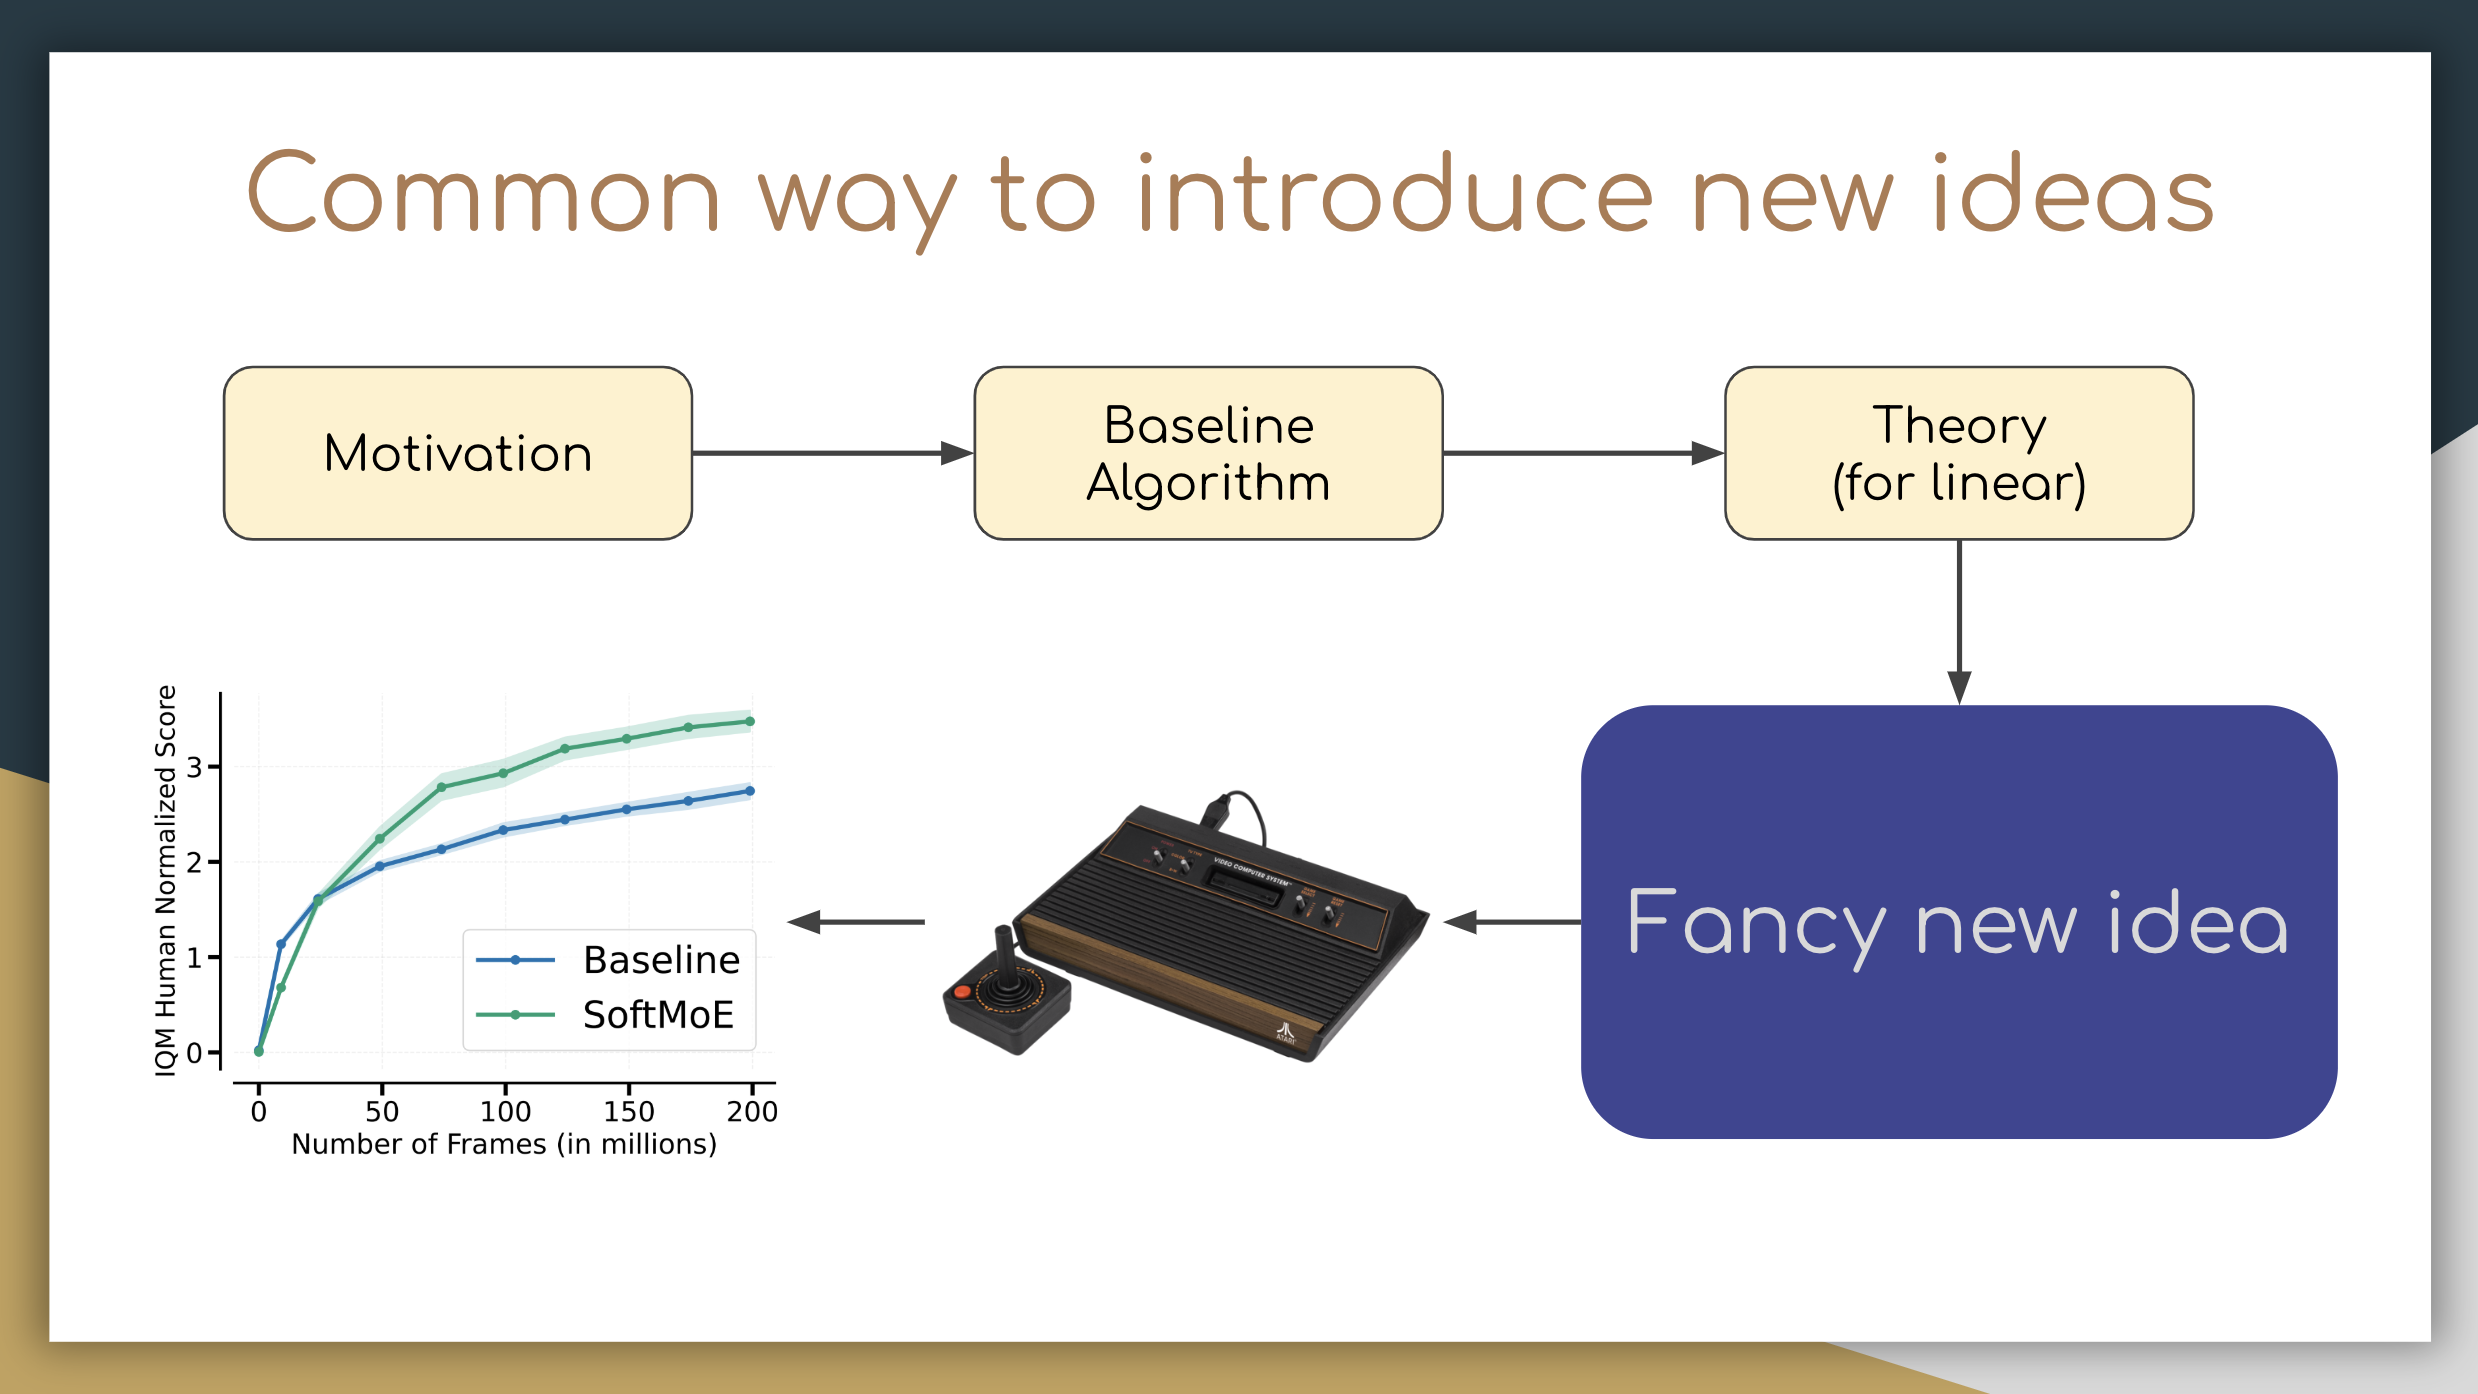 Common way to introduce new ideas
Motivation
Baseline
Algorithm
Theory
(for linear)
Fancy new idea
VIDEO COMPUTER SYSTEM™
ATARI
IQM Human Normalized Score
3
2
1
0
Baseline
SoftMoE
0 50 100 150 200
Number of Frames (in millions)